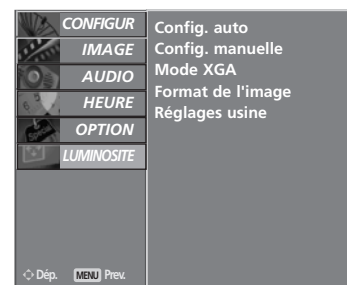 CONFIGUR
IMAGE
AUDIO
HEURE
OPTION
LUMINOSITE
Config. auto
Config. manuelle
Mode XGA
Format de l'image
Réglages usine
Dép. MENU Prev.